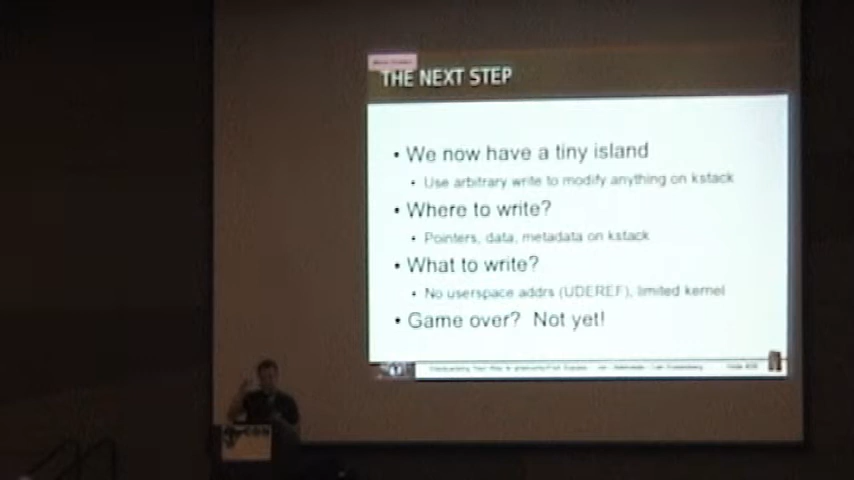 THE NEXT STEP
• We now have a tiny island
• Use arbitrary write to modify anything on kstack
• Where to write?
• Pointers, data, metadata on kstack
• What to write?
• No userspace addrs (UDEREF), limited kernel
• Game over? Not yet!